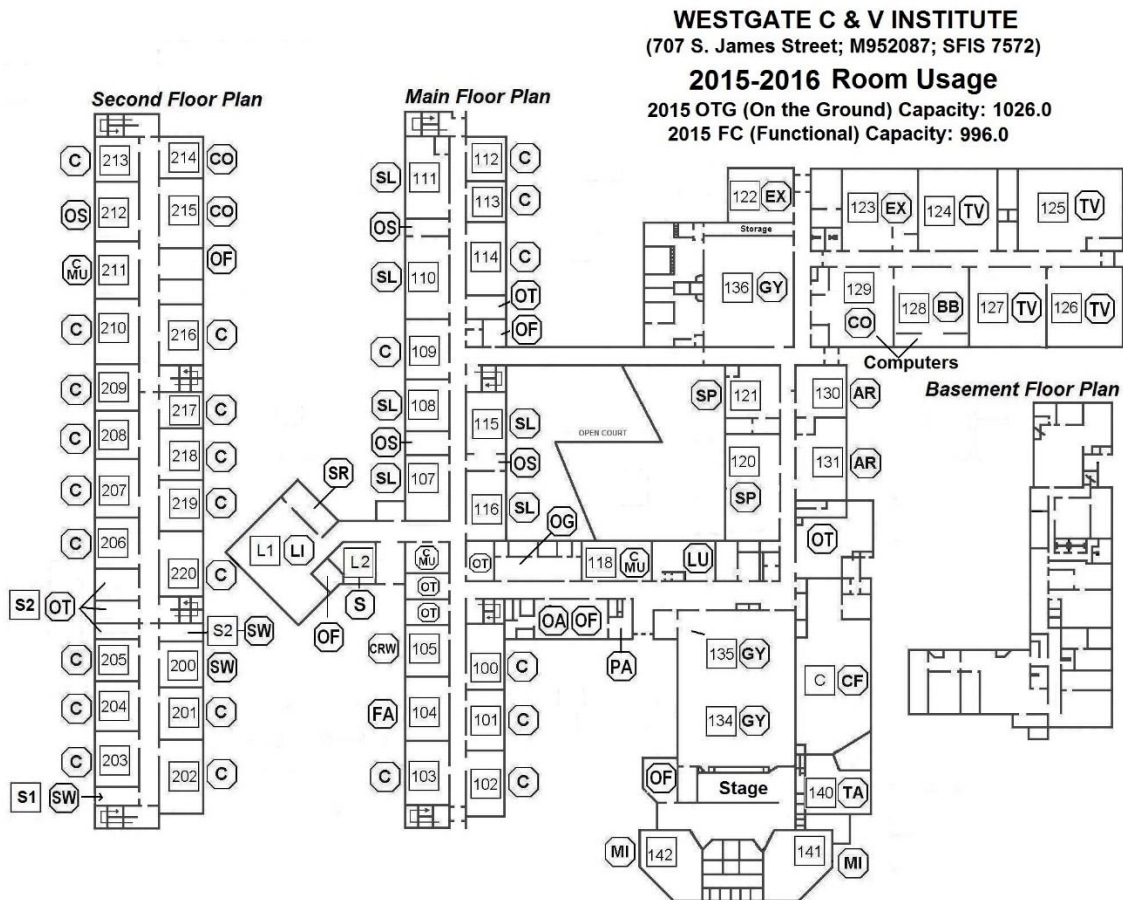 WESTGATE C & V INSTITUTE
(707 S. James Street; M952087; SFIS 7572)
2015-2016 Room Usage
2015 OTG (On the Ground) Capacity: 1026.0
2015 FC (Functional) Capacity: 996.0
Second Floor Plan
C 213 214 CO
OS 212 215 CO
C MU 211 OF
C 210 216 C
C 209
217 C
C 208
218 C
C 207 219 C
C 206
220 C
S2 OT
S2 SW
C 205 200 SW
C 204 201 C
C 203 202 C
S1 SW
Main Floor Plan
SL 111 112 C
113 C
OS
114 C
SL 110
OT
OF
C 109
SL 108 115 SL
OS OS
SL 107 116 SL
SR
L1 LI L2
OF S
C MU
OT
OT
OT
OG
118 C MU
LU
OPEN COURT
CRW 105 100 C
FA 104 101 C
C 103 102 C
OA OF
PA
122 EX
Storage
136 GY
123 EX 124 TV 125 TV
129 128 BB 127 TV 126 TV
CO
Computers
SP 121 130 AR
120 131 AR
SP
OT
135 GY
134 GY
C CF
OF Stage 140 TA
MI 142 141 MI
Basement Floor Plan